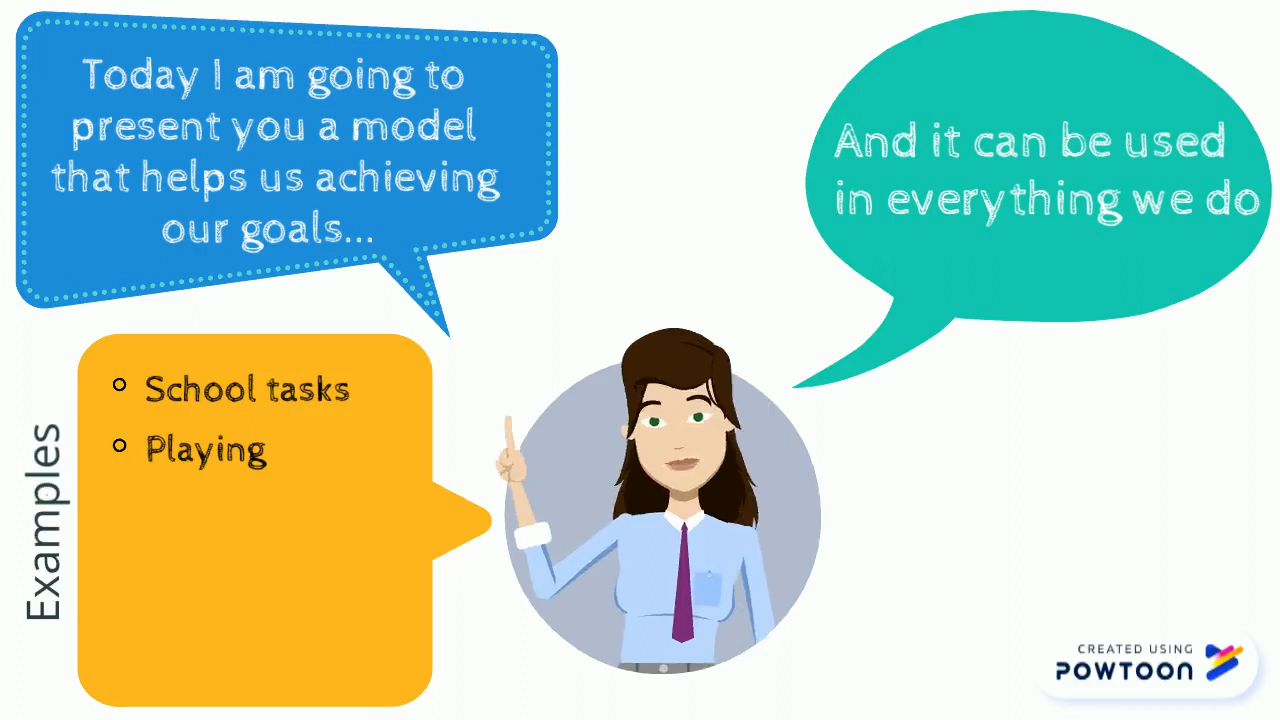 Today I am going to
present you a model
that helps us achieving
our goals...
And it can be used
in everything we do
Examples
School tasks
Playing
CREATED USING
POWTOON